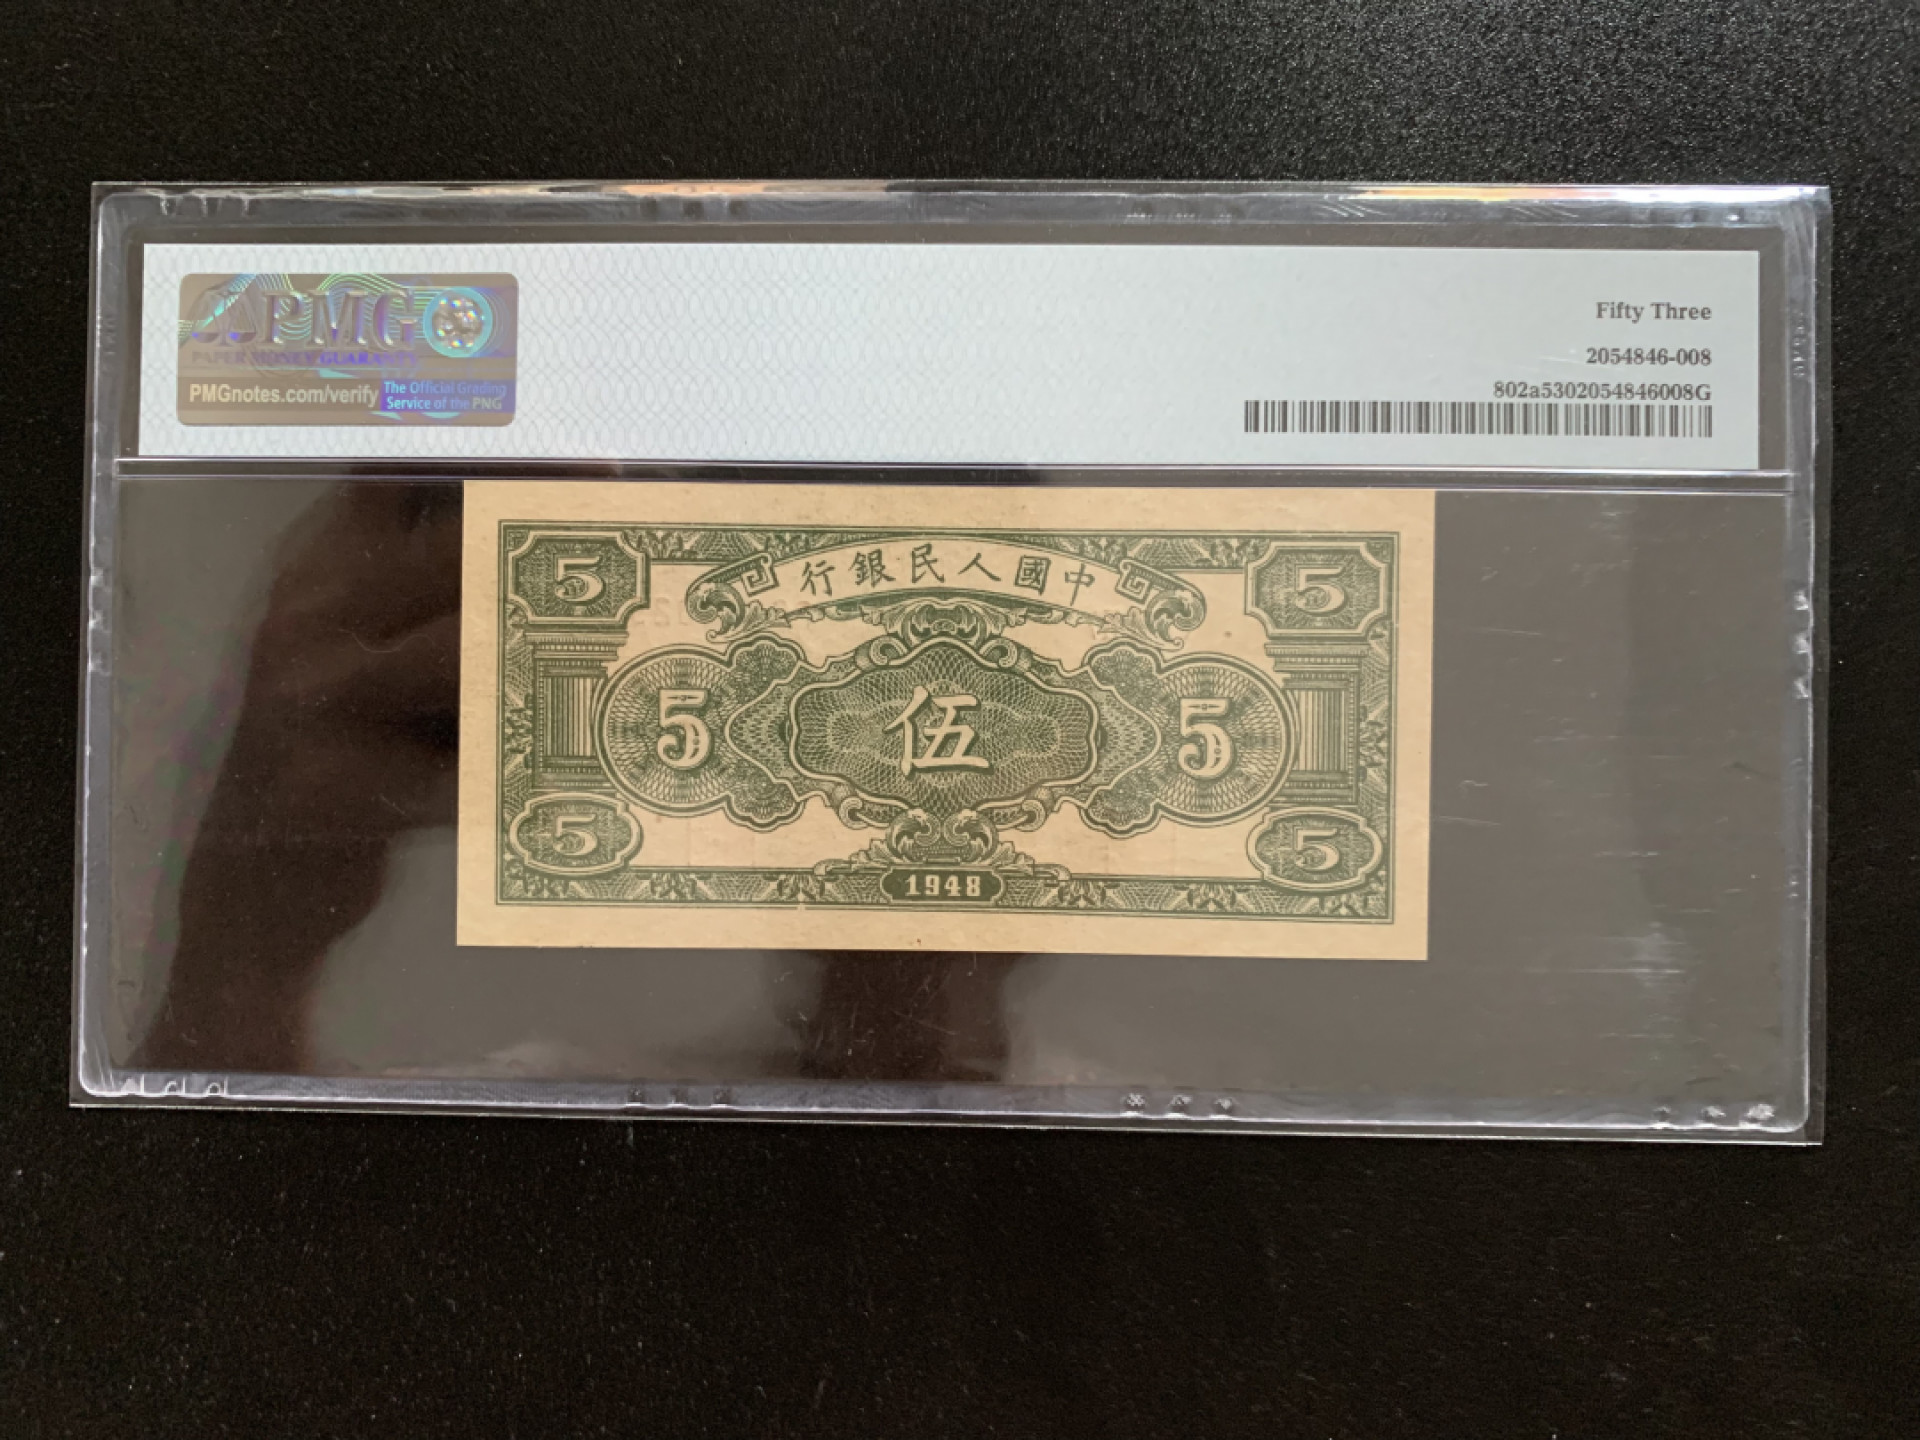 PMG
PAPER MONEY GUARANTY
PMGnotes.com/verify
The Official Grading
Service of the PNG
Fifty Three
2054846-008
802a5302054846008G
5
行銀民人國中
5
5
伍
5
5
1948
5